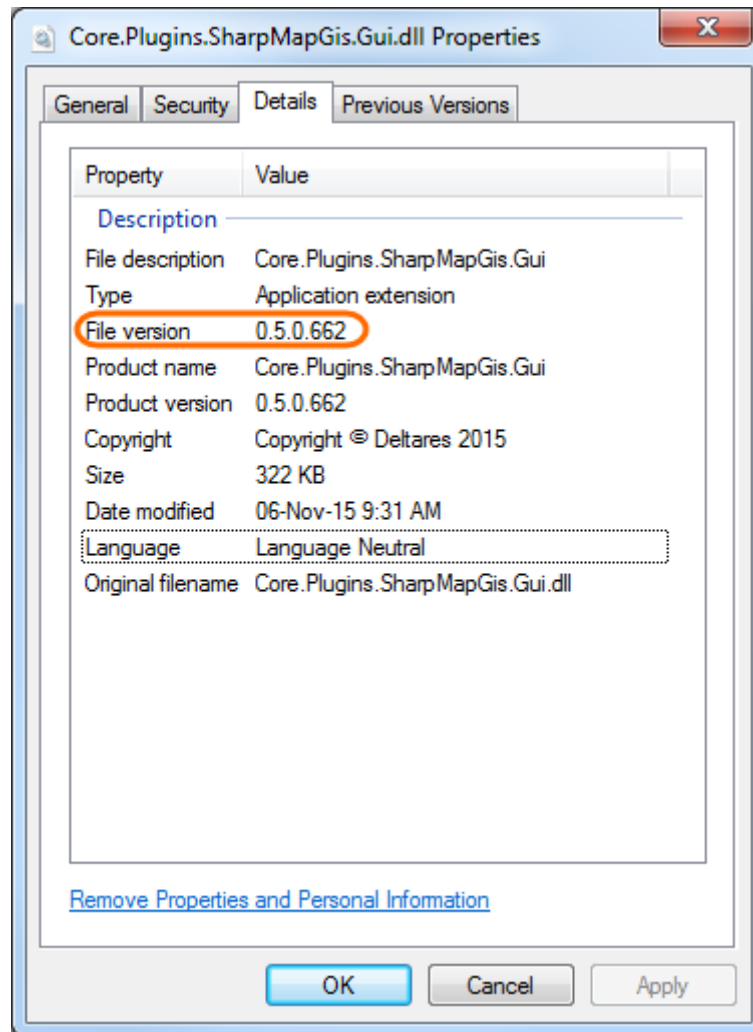 Core.Plugins.SharpMapGis.Gui.dll Properties
General Security Details Previous Versions
Property Value
Description
File description Core.Plugins.SharpMapGis.Gui
Type Application extension
File version 0.5.0.662
Product name Core.Plugins.SharpMapGis.Gui
Product version 0.5.0.662
Copyright Copyright © Deltares 2015
Size 322 KB
Date modified 06-Nov-15 9:31 AM
Language Language Neutral
Original filename Core.Plugins.SharpMapGis.Gui.dll
Remove Properties and Personal Information
OK Cancel Apply